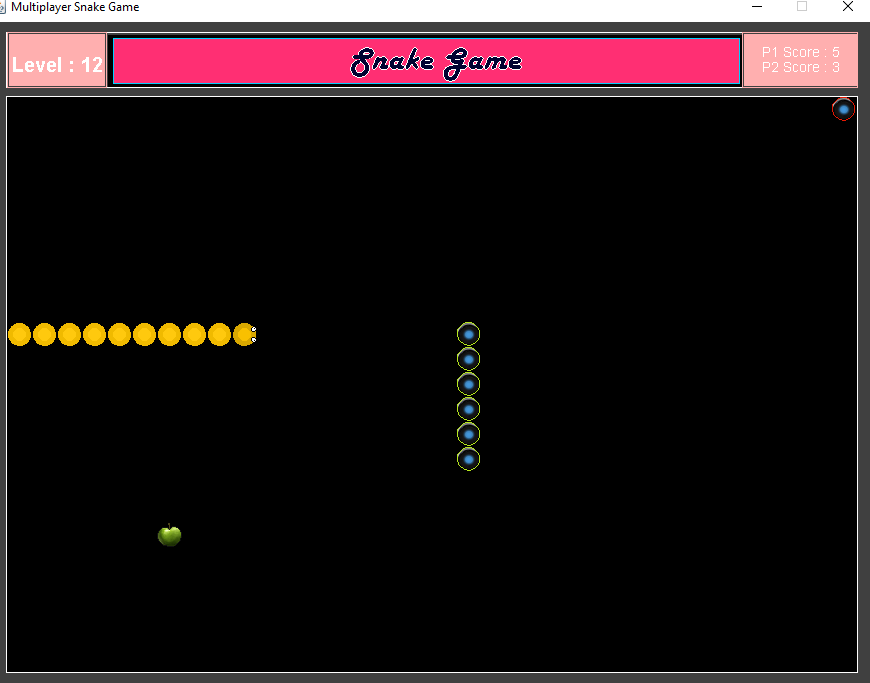 Multiplayer Snake Game
Level : 12
Snake Game
P1 Score : 5
P2 Score : 3